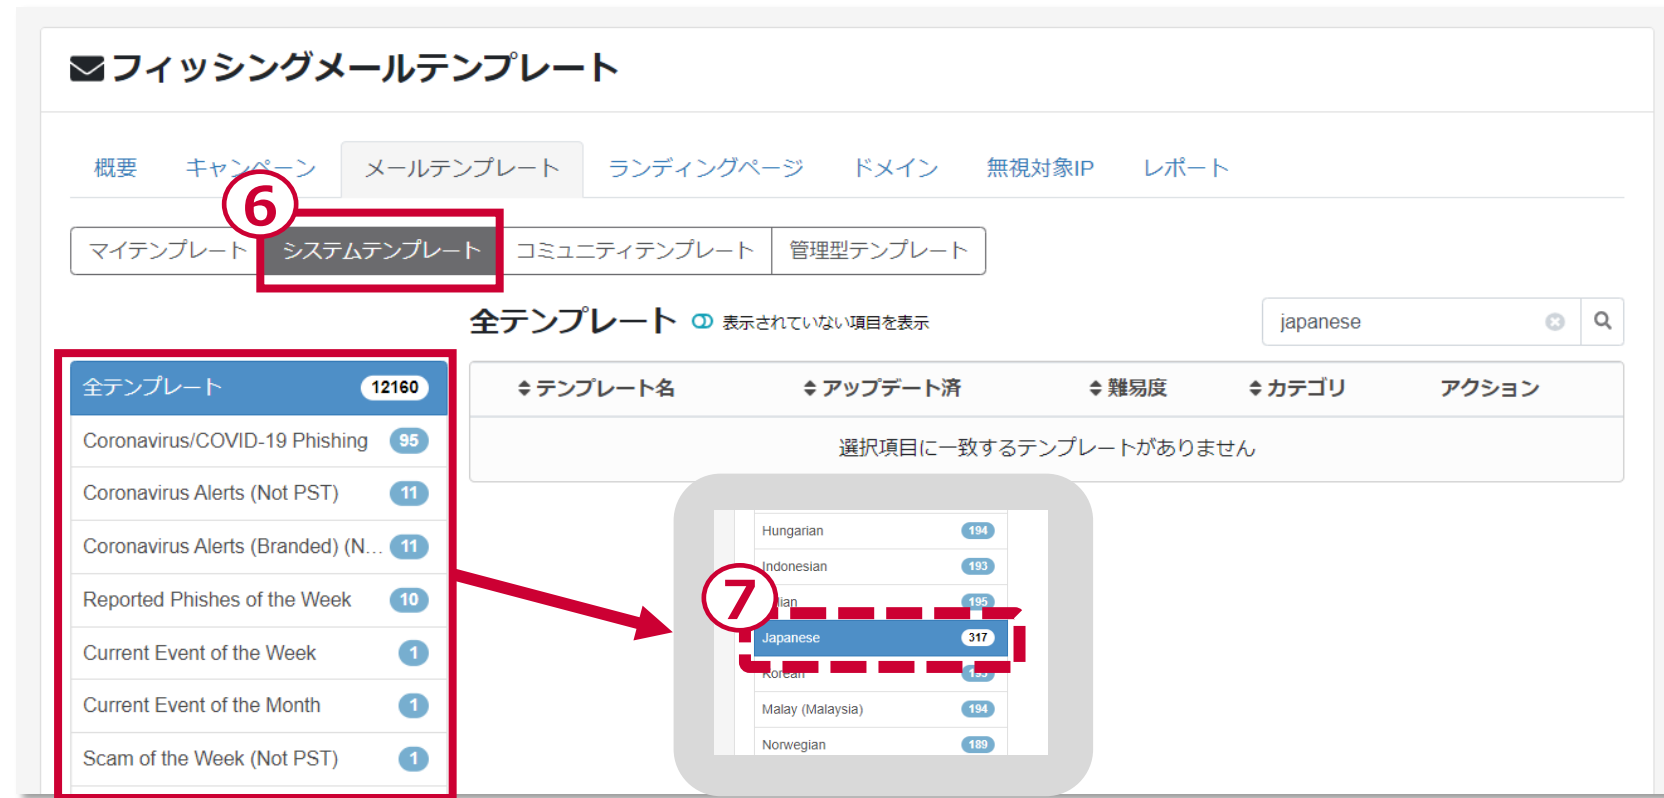 フィッシングメールテンプレート
概要 キャンペーン メールテンプレート ランディングページ ドメイン 無視対象IP レポート
⑥
マイテンプレート システムテンプレート コミュニティテンプレート 管理型テンプレート
全テンプレート 表示されていない項目を表示 japanese
全テンプレート 12160
Coronavirus/COVID-19 Phishing 95
Coronavirus Alerts (Not PST) 11
Coronavirus Alerts (Branded) (N... 11
Reported Phishes of the Week 10
Current Event of the Week 1
Current Event of the Month 1
Scam of the Week (Not PST) 1
テンプレート名 アップデート済 難易度 カテゴリ アクション
選択項目に一致するテンプレートがありません
Hungarian 194
Indonesian 193
⑦
195
Japanese 317
Korean
Malay (Malaysia) 194
Norwegian 189